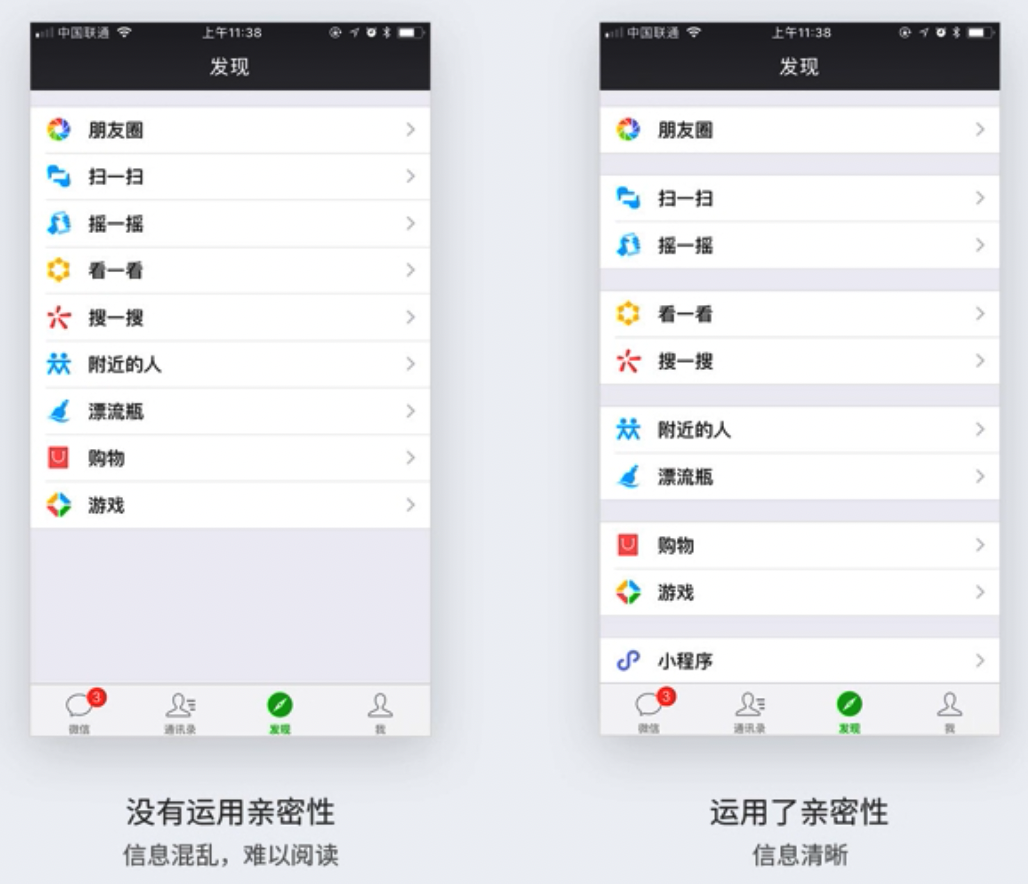 中国联通 上午11:38
发现
朋友圈
扫一扫
摇一摇
看一看
搜一搜
附近的人
漂流瓶
购物
游戏
3
微信 通讯录 发现 我
没有运用亲密性
信息混乱，难以阅读
中国联通 上午11:38
发现
朋友圈
扫一扫
摇一摇
看一看
搜一搜
附近的人
漂流瓶
购物
游戏
小程序
3
微信 通讯录 发现 我
运用了亲密性
信息清晰